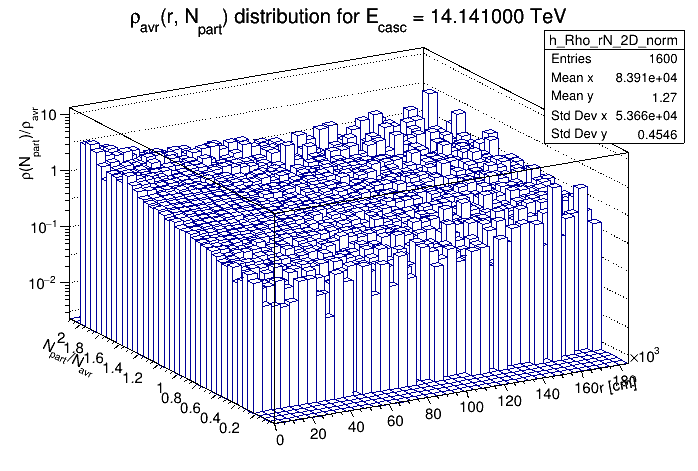 ρavr(r, Npart) distribution for Ecasc = 14.141000 TeV
h_Rho_rN_2D_norm
Entries 1600
Mean x 8.391e+04
Mean y 1.27
Std Dev x 5.366e+04
Std Dev y 0.4546
ρ(Npart)/ρavr
10
1
10−1
10−2
Npart/Navr
2 1.8 1.6 1.4 1.2 1 0.8 0.6 0.4 0.2
0 20 40 60 80 100 120 140 160 180
×103
r [cm]